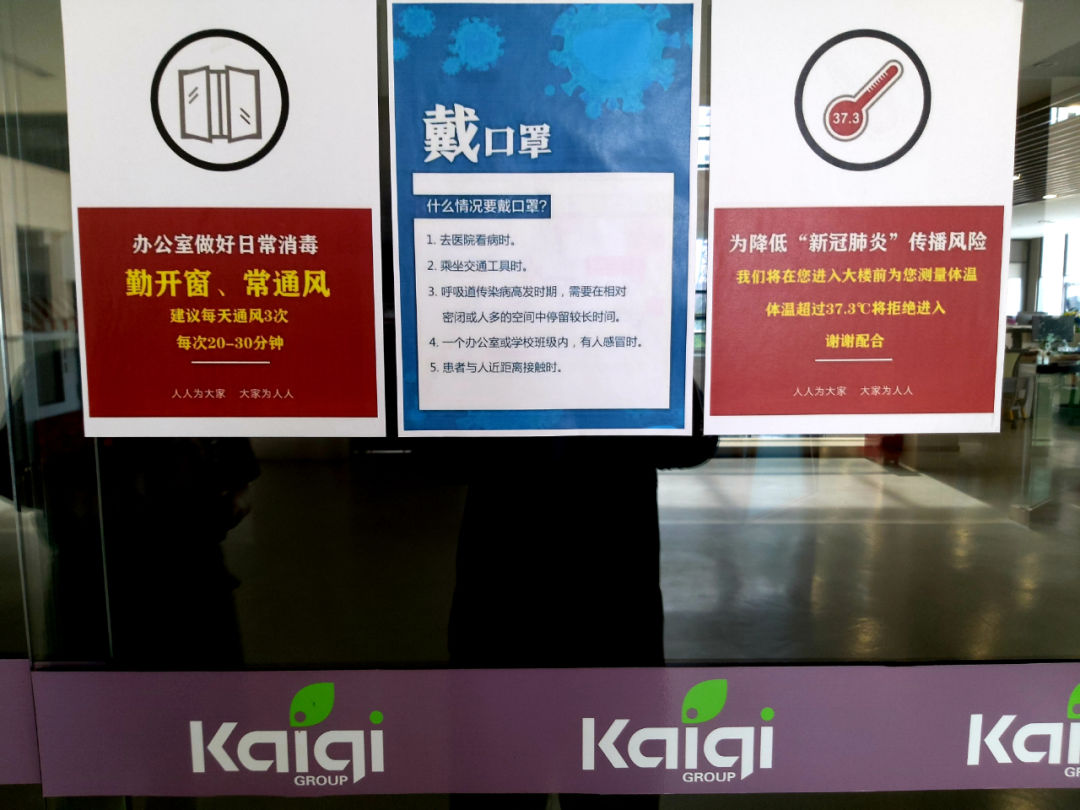 办公室做好日常消毒
勤开窗、常通风
建议每天通风3次
每次20-30分钟
人人为大家 大家为人人
戴口罩
什么情况要戴口罩?
1. 去医院看病时。
2. 乘坐交通工具时。
3. 呼吸道传染病高发时期，需要在相对
密闭或人多的空间中停留较长时间。
4. 一个办公室或学校班级内，有人感冒时。
5. 患者与人近距离接触时。
37.3
为降低“新冠肺炎”传播风险
我们将在您进入大楼前为您测量体温
体温超过37.3℃将拒绝进入
谢谢配合
人人为大家 大家为人人
Kaiqi
GROUP
Kaiqi
GROUP
Kai
G